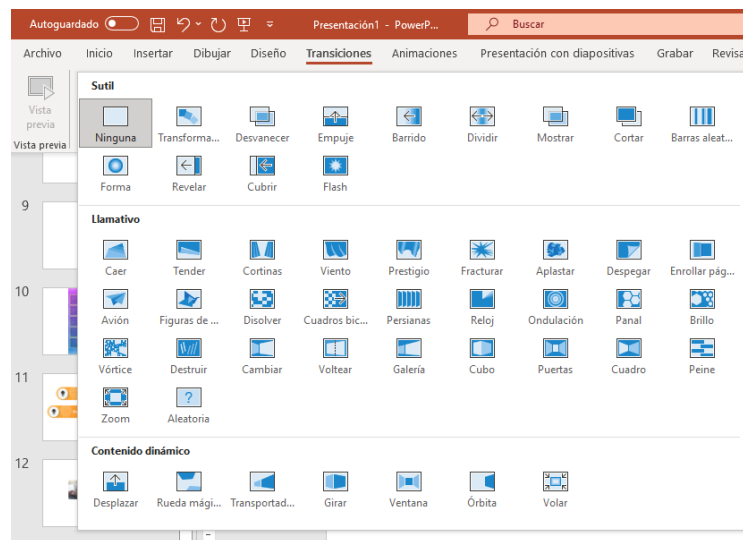 Autoguardado Presentación1 - PowerP... Buscar
Archivo Inicio Insertar Dibujar Diseño Transiciones Animaciones Presentación con diapositivas Grabar Revisa
Vista previa
Vista previa
Sutil
Ninguna Transforma... Desvanecer Empuje Barrido Dividir Mostrar Cortar Barras aleat...
Forma Revelar Cubrir Flash
9
Llamativo
Caer Tender Cortinas Viento Prestigio Fracturar Aplastar Despegar Enrollar pág...
10
Avión Figuras de ... Disolver Cuadros bic... Persianas Reloj Ondulación Panal Brillo
Vórtice Destruir Cambiar Voltear Galería Cubo Puertas Cuadro Peine
11
Zoom Aleatoria
Contenido dinámico
12
Desplazar Rueda mági... Transportad... Girar Ventana Órbita Volar